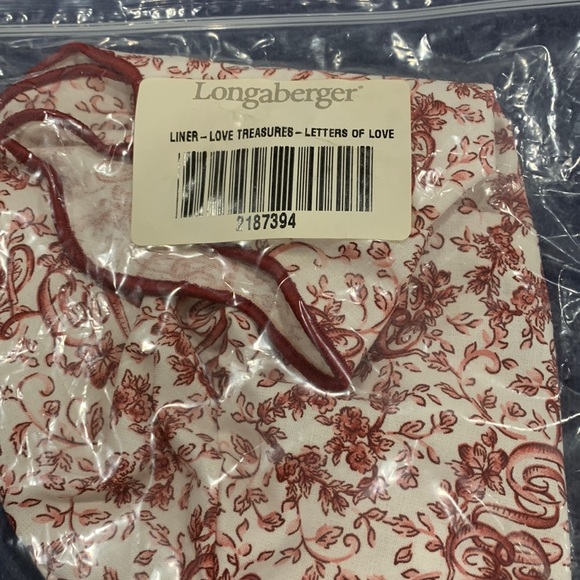 Longaberger®
LINER – LOVE TREASURES – LETTERS OF LOVE
2187394